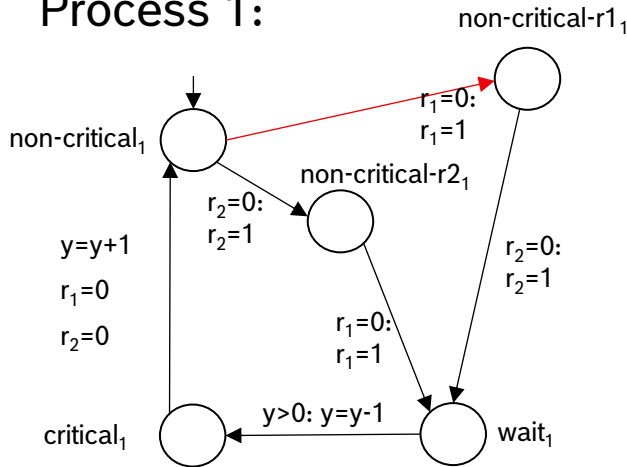 Process 1:
non-critical-r1₁
non-critical₁
r₁=0:
r₁=1
non-critical-r2₁
r₂=0:
r₂=1
y=y+1
r₁=0
r₂=0
r₂=0:
r₂=1
r₁=0:
r₁=1
y>0: y=y-1
critical₁
wait₁